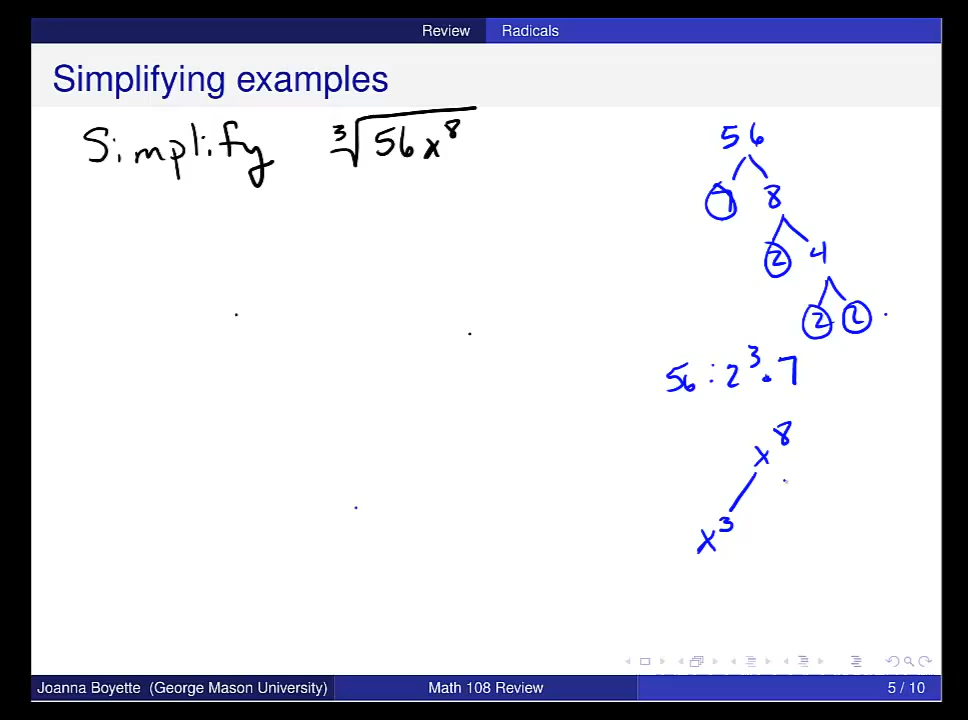 Review Radicals
Simplifying examples
Simplify ∛56x⁸
56
7 8
2 4
2 2
56 : 2³ · 7
x⁸
x³
Joanna Boyette (George Mason University) Math 108 Review 5 / 10